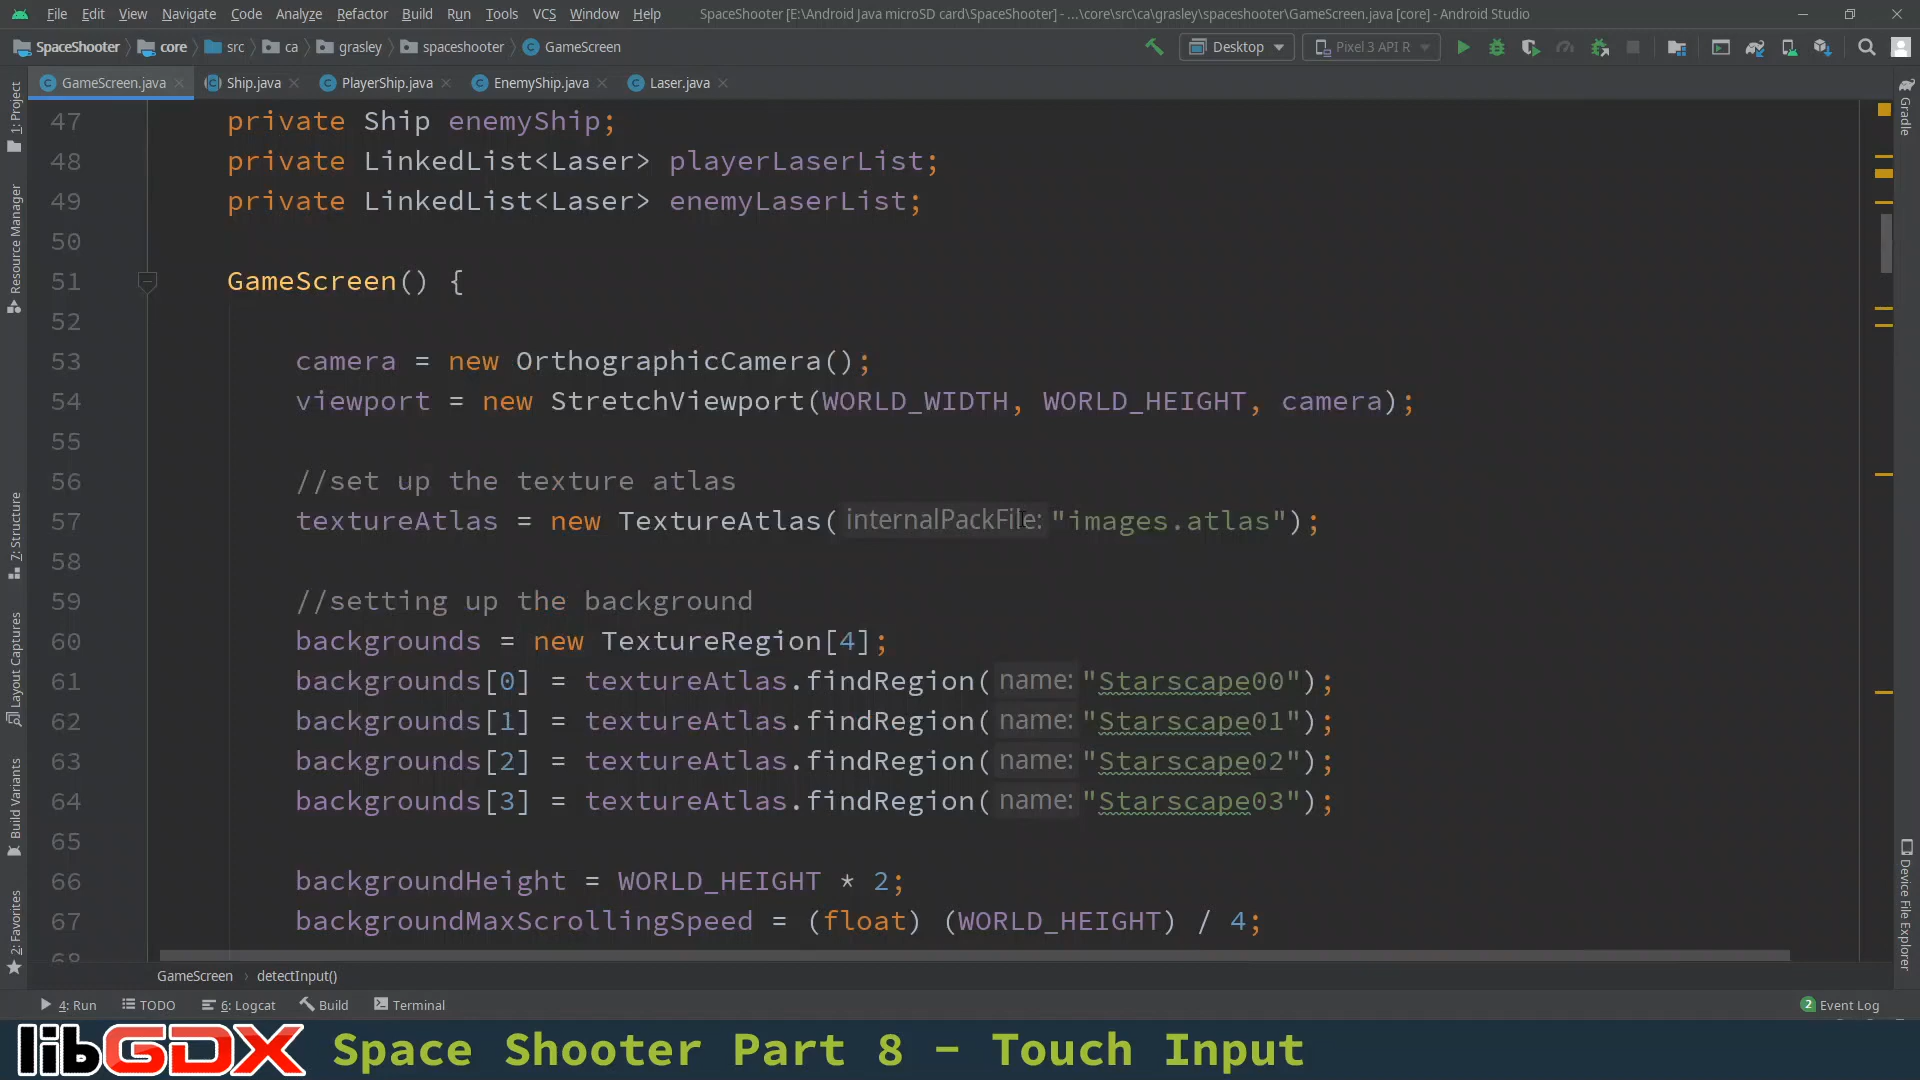 File Edit View Navigate Code Analyze Refactor Build Run Tools VCS Window Help SpaceShooter [E:\Android Java microSD card\SpaceShooter] - ...\core\src\ca\grasley\spaceshooter\GameScreen.java [core] - Android Studio
SpaceShooter core src ca grasley spaceshooter GameScreen Desktop Pixel 3 API R
GameScreen.java Ship.java PlayerShip.java EnemyShip.java Laser.java
1: Project
Resource Manager
7: Structure
Layout Captures
Build Variants
2: Favorites
47 private Ship enemyShip;
48 private LinkedList<Laser> playerLaserList;
49 private LinkedList<Laser> enemyLaserList;
50
51 GameScreen() {
52
53 camera = new OrthographicCamera();
54 viewport = new StretchViewport(WORLD_WIDTH, WORLD_HEIGHT, camera);
55
56 //set up the texture atlas
57 textureAtlas = new TextureAtlas( internalPackFile: "images.atlas");
58
59 //setting up the background
60 backgrounds = new TextureRegion[4];
61 backgrounds[0] = textureAtlas.findRegion( name: "Starscape00");
62 backgrounds[1] = textureAtlas.findRegion( name: "Starscape01");
63 backgrounds[2] = textureAtlas.findRegion( name: "Starscape02");
64 backgrounds[3] = textureAtlas.findRegion( name: "Starscape03");
65
66 backgroundHeight = WORLD_HEIGHT * 2;
67 backgroundMaxScrollingSpeed = (float) (WORLD_HEIGHT) / 4;
68
Gradle
Device File Explorer
GameScreen detectInput()
4: Run TODO 6: Logcat Build Terminal 2 Event Log
libGDX Space Shooter Part 8 - Touch Input